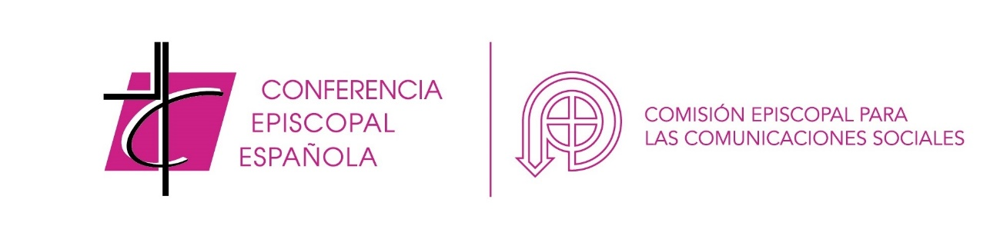 CONFERENCIA
EPISCOPAL
ESPAÑOLA
COMISIÓN EPISCOPAL PARA
LAS COMUNICACIONES SOCIALES